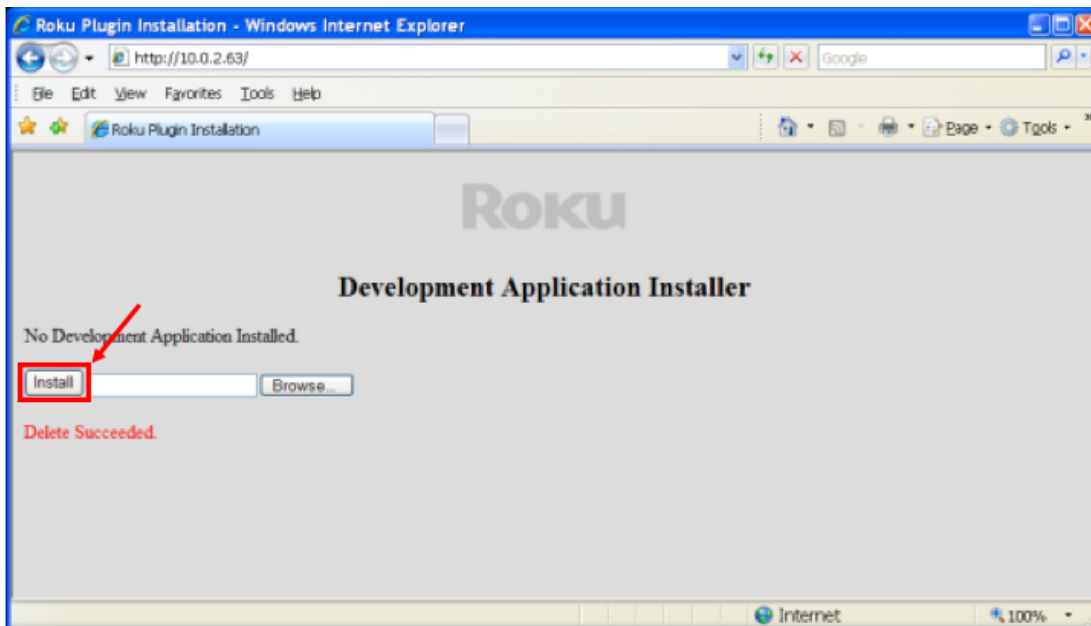 Roku Plugin Installation - Windows Internet Explorer
http://10.0.2.63/
Google
File Edit View Favorites Tools Help
Roku Plugin Installation
Page Tools
ROKU
Development Application Installer
No Development Application Installed.
Install Browse...
Delete Succeeded.
Internet 100%